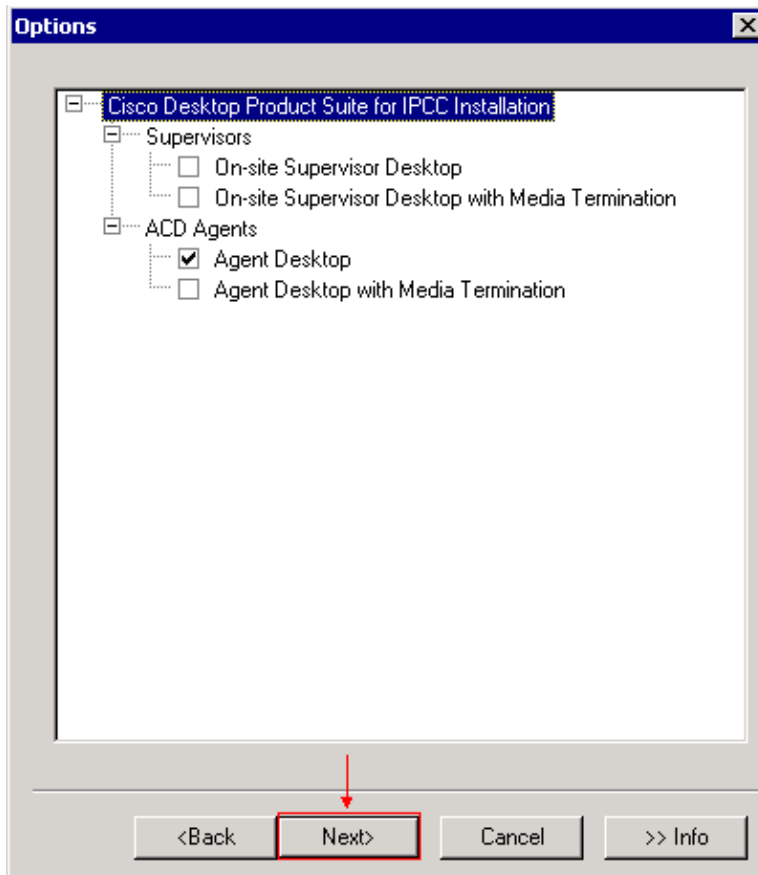 Options
Cisco Desktop Product Suite for IPCC Installation
Supervisors
On-site Supervisor Desktop
On-site Supervisor Desktop with Media Termination
ACD Agents
Agent Desktop
Agent Desktop with Media Termination
<Back
Next>
Cancel
>> Info